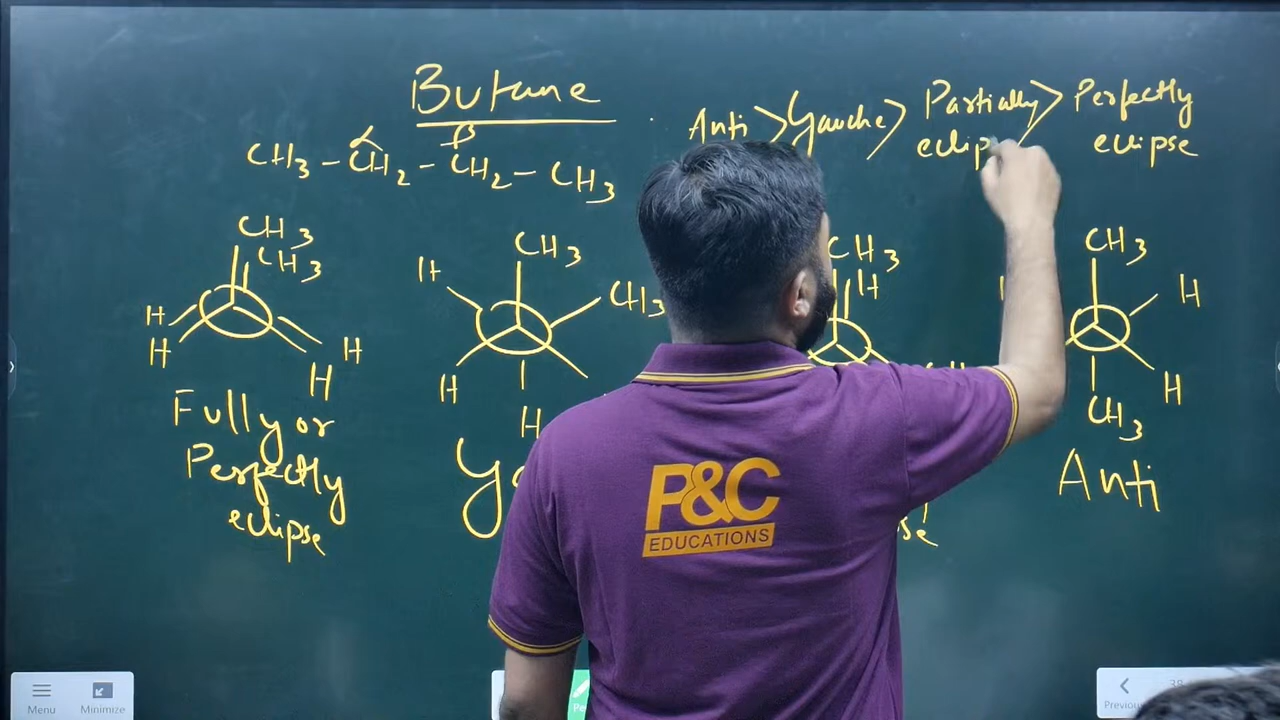 Butane
Anti > Gauche > Partially > Perfectly
eclipse
α β
CH3 - CH2 - CH2 - CH3
CH3
CH3
H
H
H
H
Fully or
Perfectly
eclipse
CH3
H
CH3
H
H
CH3
H
CH3
H
H
CH3
Anti
P&C
EDUCATIONS
Menu
Minimize